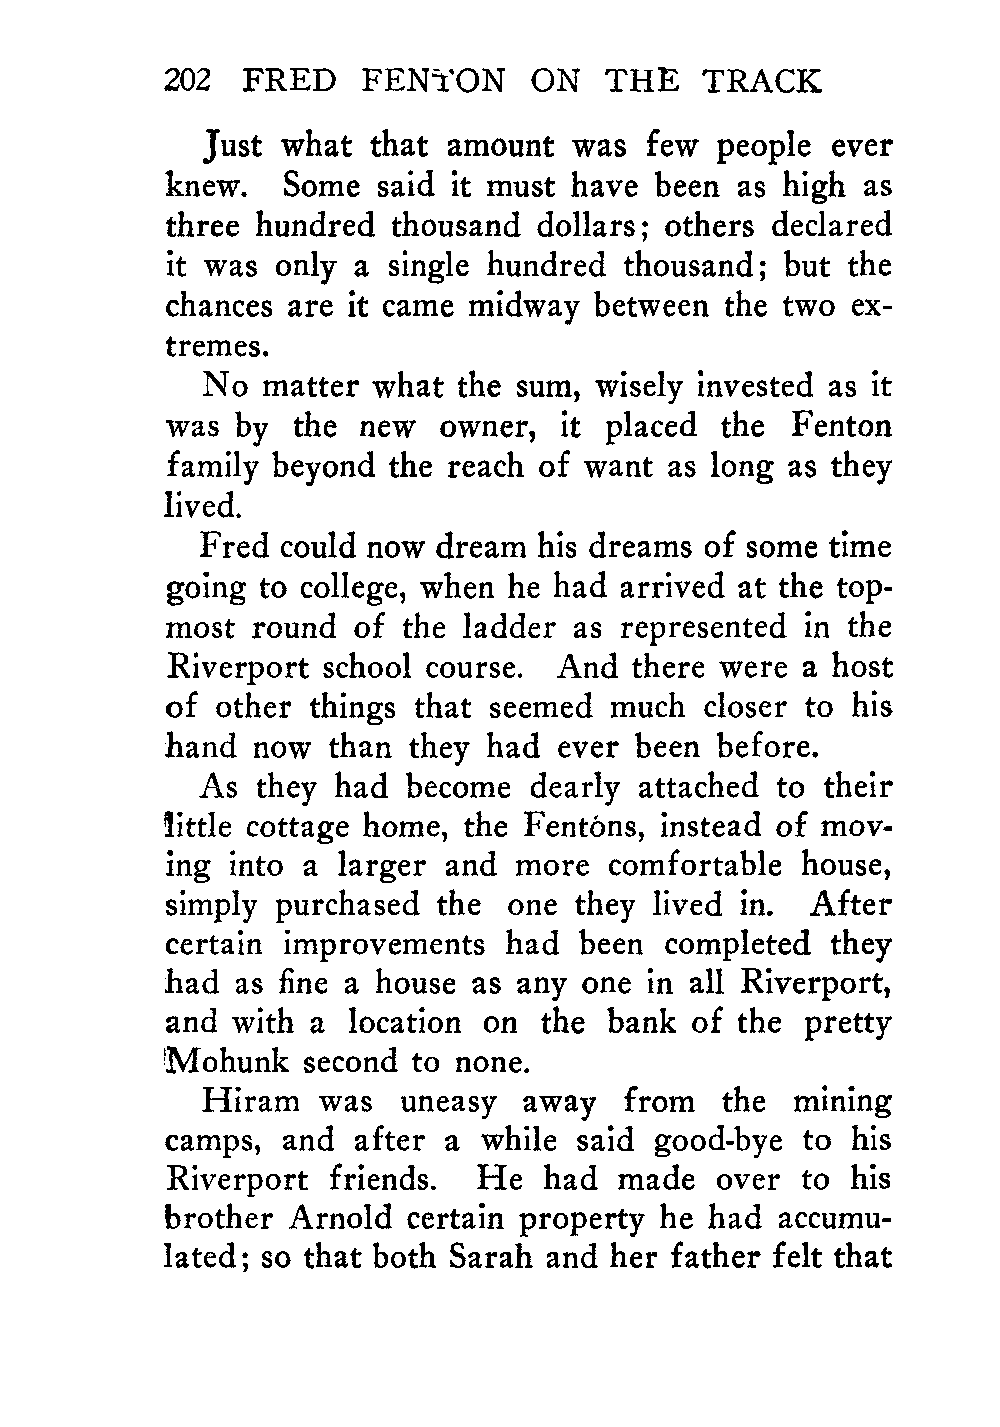 202 FRED FENTON ON THE TRACK
Just what that amount was few people ever
knew. Some said it must have been as high as
three hundred thousand dollars; others declared
it was only a single hundred thousand; but the
chances are it came midway between the two ex-
tremes.
No matter what the sum, wisely invested as it
was by the new owner, it placed the Fenton
family beyond the reach of want as long as they
lived.
Fred could now dream his dreams of some time
going to college, when he had arrived at the top-
most round of the ladder as represented in the
Riverport school course. And there were a host
of other things that seemed much closer to his
hand now than they had ever been before.
As they had become dearly attached to their
little cottage home, the Fentons, instead of mov-
ing into a larger and more comfortable house,
simply purchased the one they lived in. After
certain improvements had been completed they
had as fine a house as any one in all Riverport,
and with a location on the bank of the pretty
Mohunk second to none.
Hiram was uneasy away from the mining
camps, and after a while said good-bye to his
Riverport friends. He had made over to his
brother Arnold certain property he had accumu-
lated; so that both Sarah and her father felt that